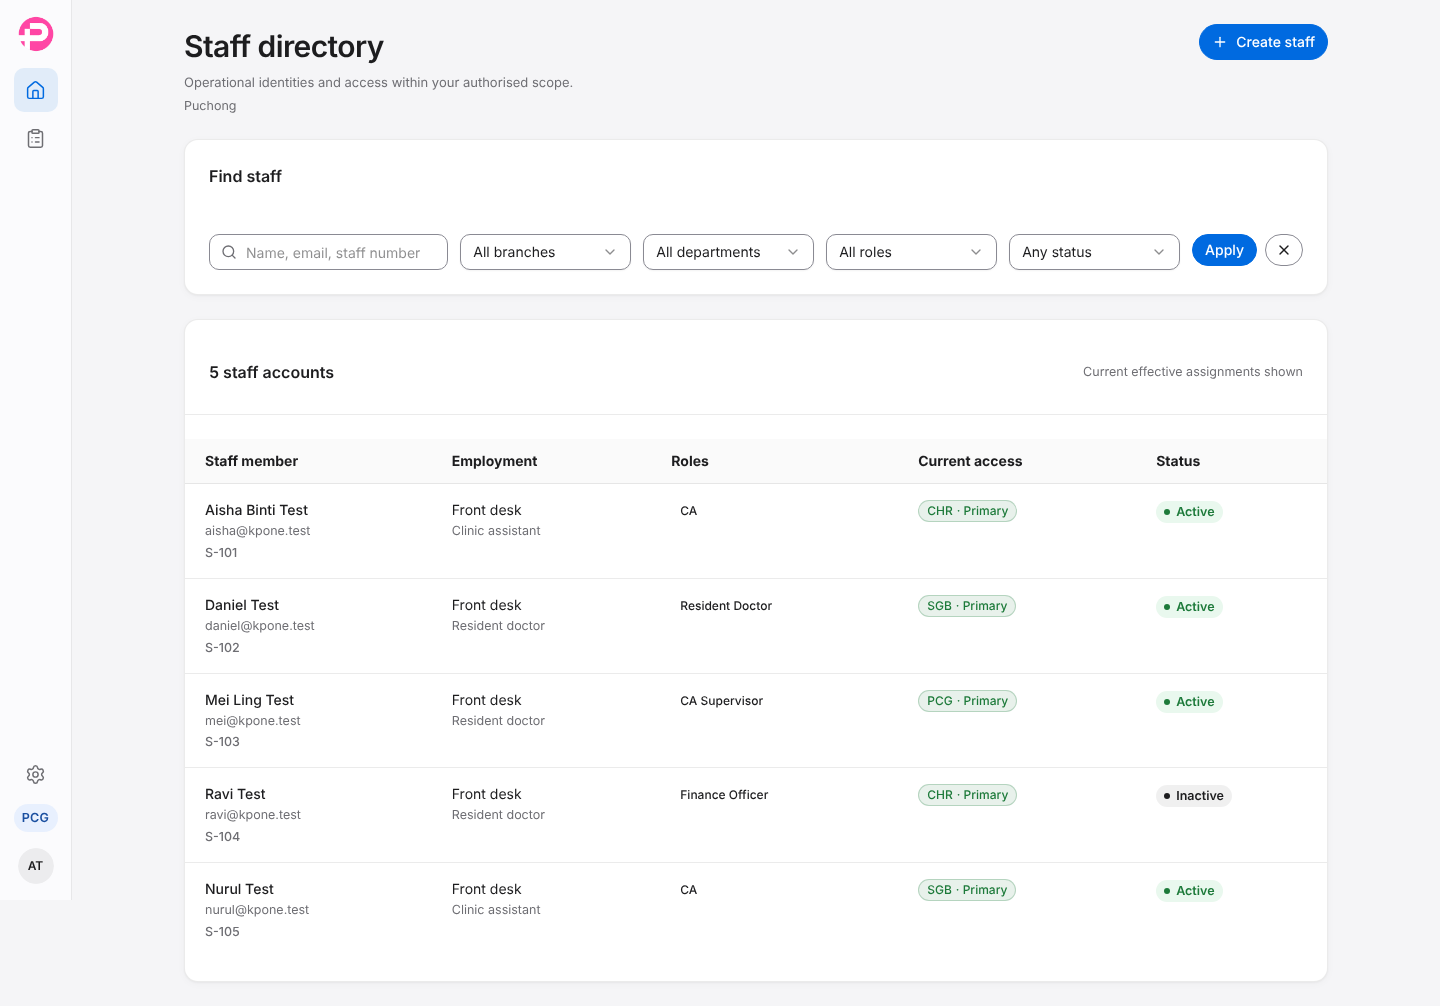 Staff directory
Create staff
Operational identities and access within your authorised scope.
Puchong
Find staff
Name, email, staff number
All branches
All departments
All roles
Any status
Apply
5 staff accounts
Current effective assignments shown
Staff member Employment Roles Current access Status
Aisha Binti Test Front desk CA CHR · Primary Active
aisha@kpone.test Clinic assistant
S-101
Daniel Test Front desk Resident Doctor SGB · Primary Active
daniel@kpone.test Resident doctor
S-102
Mei Ling Test Front desk CA Supervisor PCG · Primary Active
mei@kpone.test Resident doctor
S-103
Ravi Test Front desk Finance Officer CHR · Primary Inactive
ravi@kpone.test Resident doctor
S-104
Nurul Test Front desk CA SGB · Primary Active
nurul@kpone.test Clinic assistant
S-105
PCG
AT